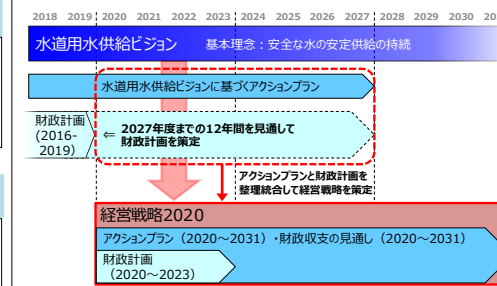 2018 2019 2020 2021 2022 2023 2024 2025 2026 2027 2028 2029 2030
水道用水供給ビジョン 基本理念：安全な水の安定供給の持続
水道用水供給ビジョンに基づくアクションプラン
財政計画
(2016-
2019)
⇐ 2027年度までの12年間を見通して
財政計画を策定
アクションプランと財政計画を
整理統合して経営戦略を策定
経営戦略2020
アクションプラン（2020～2031）・財政収支の見通し（2020～2031）
財政計画
（2020～2023）